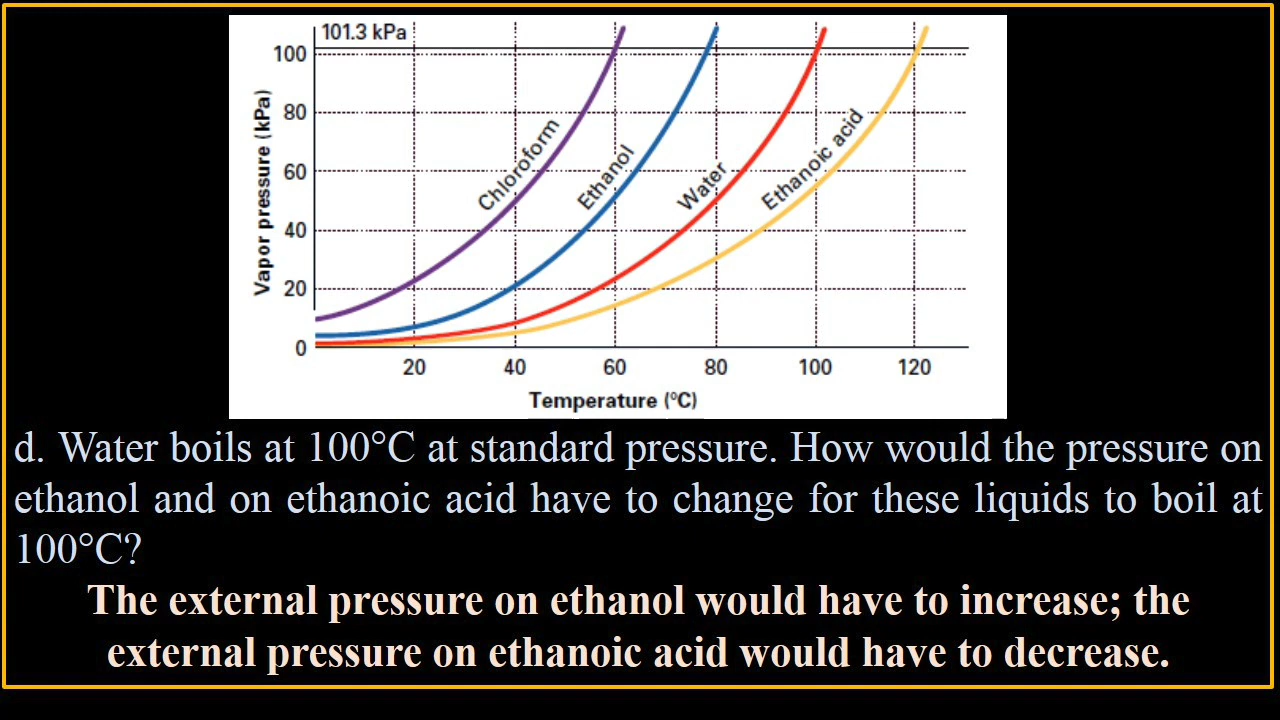 101.3 kPa
100
80
60
40
20
0
Vapor pressure (kPa)
Chloroform
Ethanol
Water
Ethanoic acid
20 40 60 80 100 120
Temperature (°C)
d. Water boils at 100°C at standard pressure. How would the pressure on
ethanol and on ethanoic acid have to change for these liquids to boil at
100°C?
The external pressure on ethanol would have to increase; the
external pressure on ethanoic acid would have to decrease.